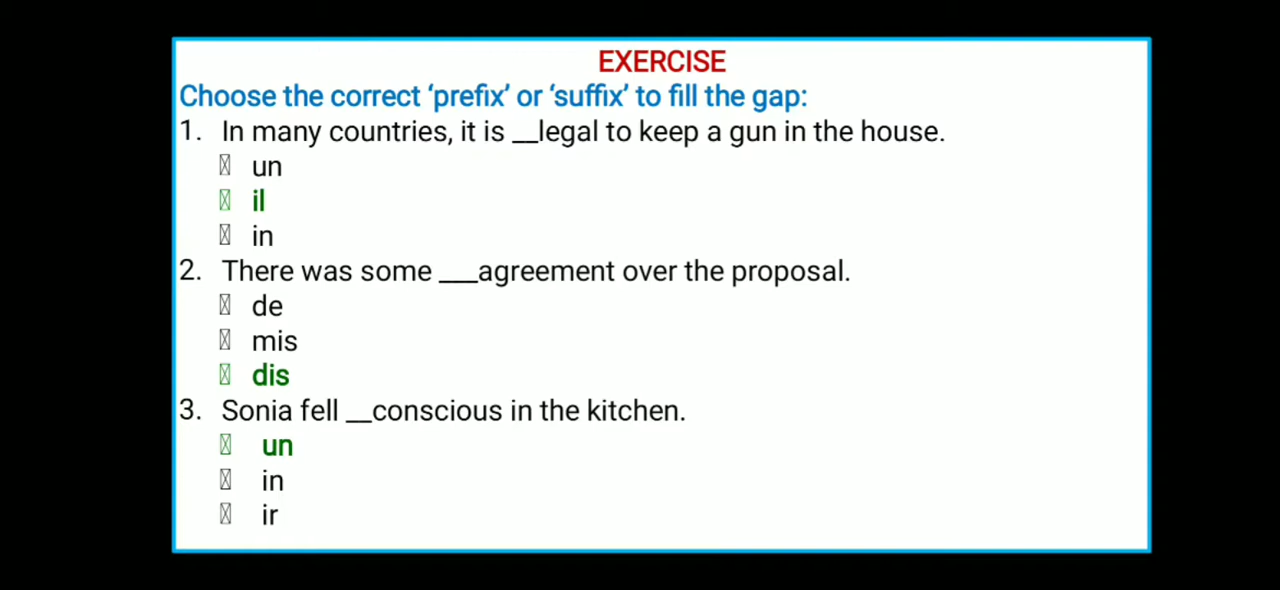 EXERCISE
Choose the correct ‘prefix’ or ‘suffix’ to fill the gap:
1. In many countries, it is __legal to keep a gun in the house.
un
il
in
2. There was some ___agreement over the proposal.
de
mis
dis
3. Sonia fell __conscious in the kitchen.
un
in
ir